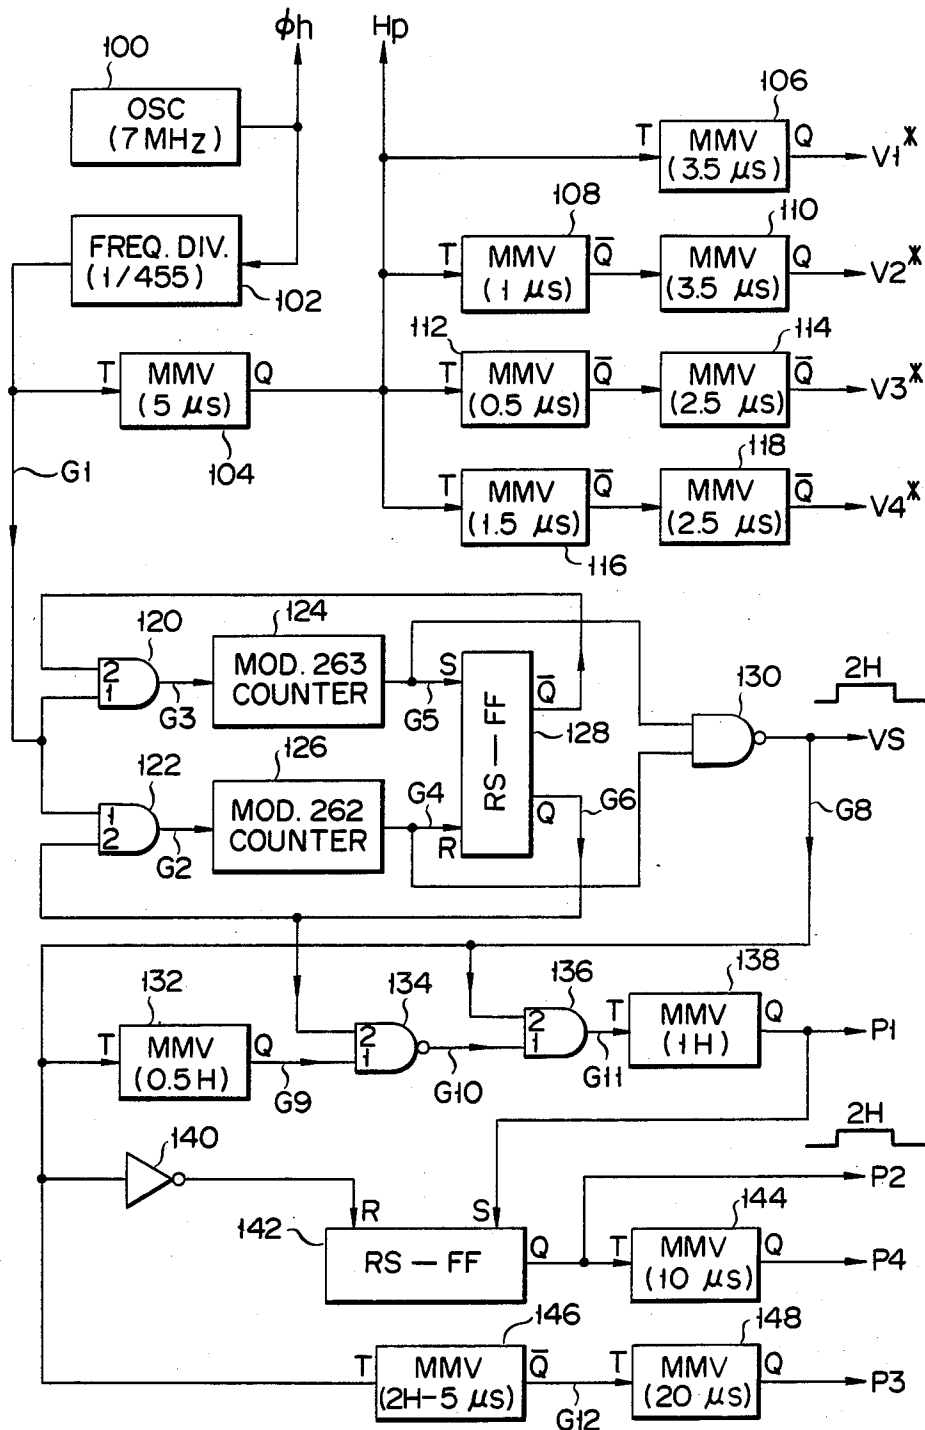 φh
Hp
100
OSC
(7MHz)
106
T
MMV
(3.5 μS)
Q
V1*
FREQ. DIV.
(1/455)
102
108
T
MMV
(1 μS)
Q̅
110
MMV
(3.5 μS)
Q
V2*
T
MMV
(5 μS)
Q
104
112
T
MMV
(0.5 μS)
Q̅
114
MMV
(2.5 μS)
Q̅
V3*
G1
T
MMV
(1.5 μS)
Q̅
116
118
MMV
(2.5 μS)
Q̅
V4*
120
2
1
G3
124
MOD. 263
COUNTER
S
G5
RS-FF
Q̅
128
130
2H
VS
122
1
2
G2
126
MOD. 262
COUNTER
G4
R
Q
G6
G8
132
T
MMV
(0.5H)
Q
G9
134
2
1
G10
136
2
1
G11
138
T
MMV
(1H)
Q
P1
140
2H
P2
142
R
S
RS-FF
Q
144
T
MMV
(10 μS)
Q
P4
146
T
MMV
(2H-5 μS)
Q̅
G12
148
T
MMV
(20 μS)
Q
P3